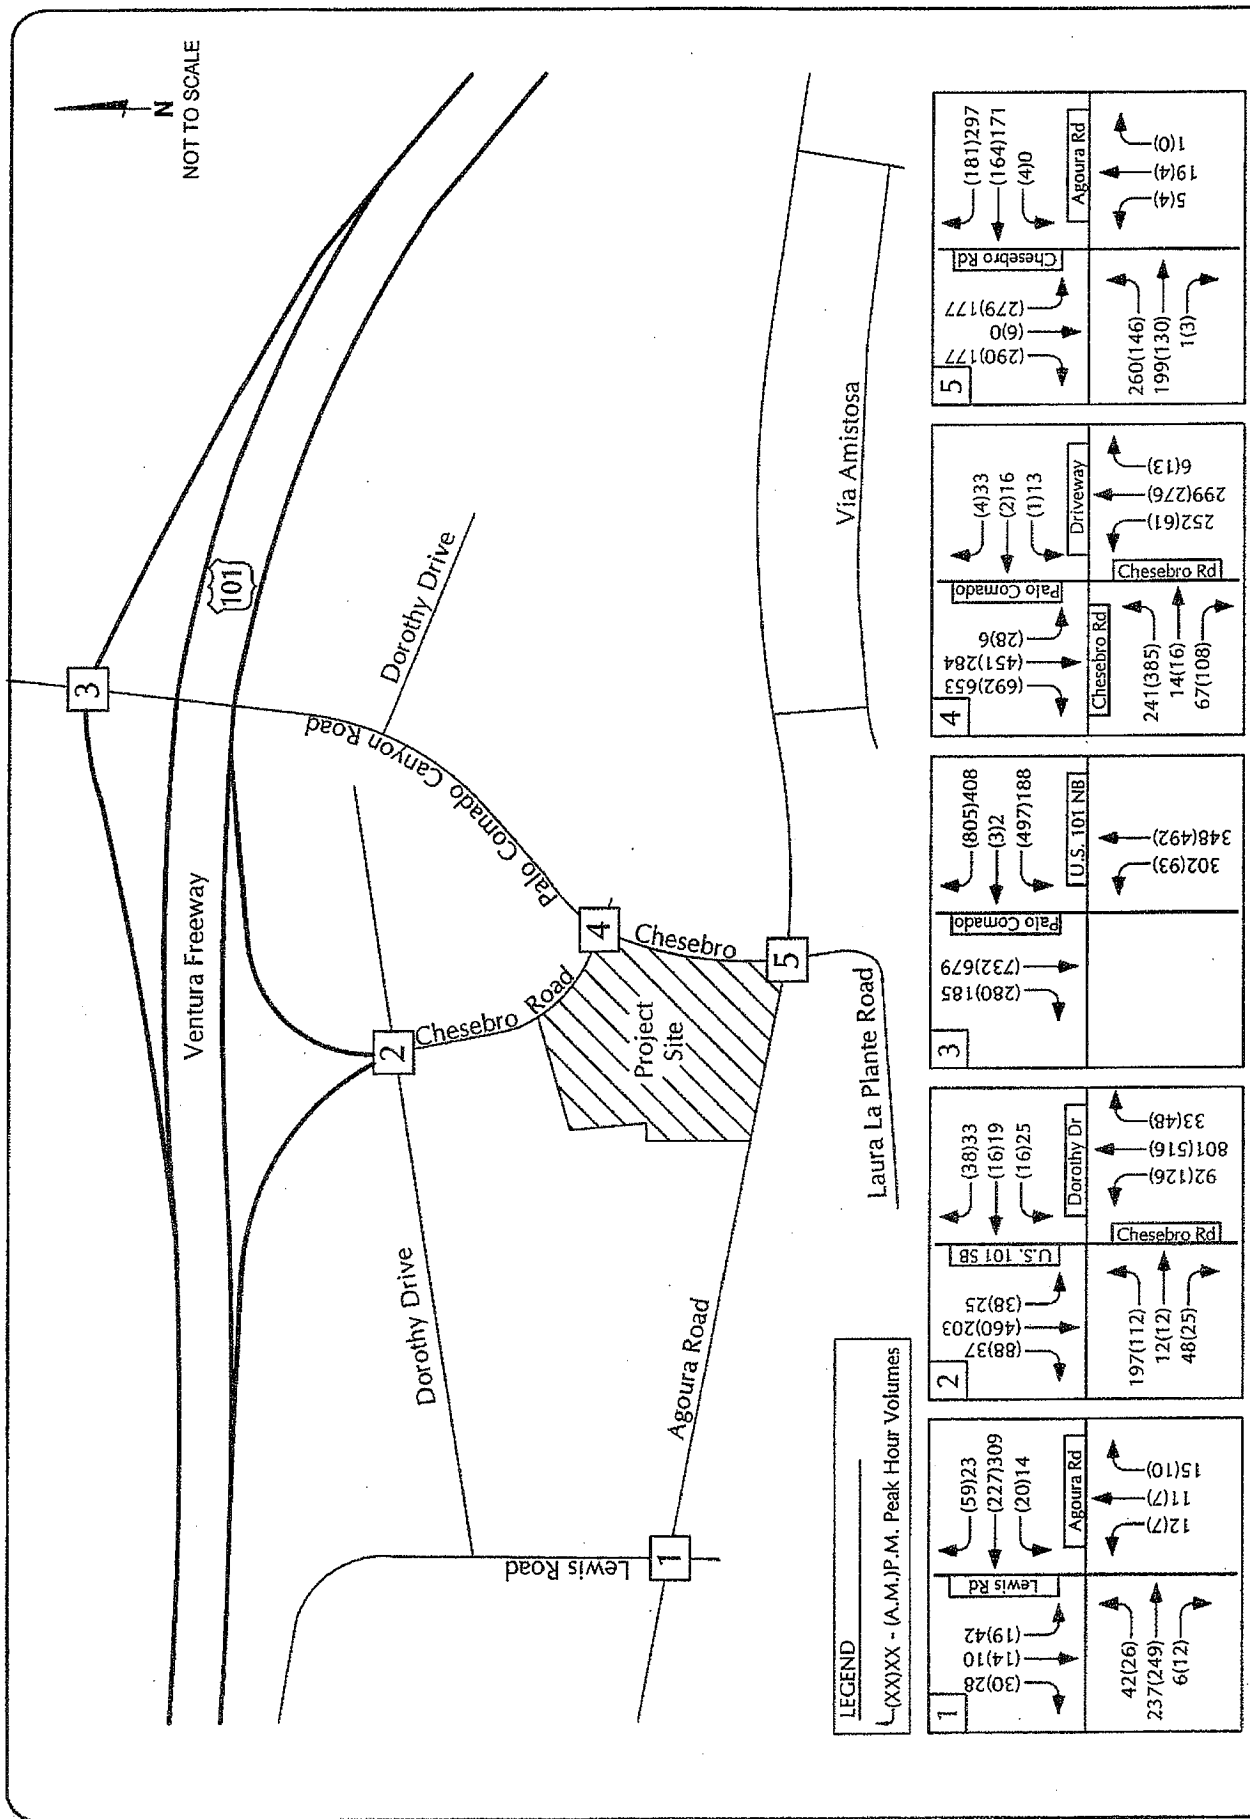 N
NOT TO SCALE
3
Ventura Freeway
101
Palo Comado Canyon Road
Dorothy Drive
2
Dorothy Drive
Chesebro Road
4
Chesebro
Project
Site
Lewis Road
1
Agoura Road
5
Laura La Plante Road
Via Amistosa
LEGEND
(XX)XX - (A.M.)P.M. Peak Hour Volumes
1
(30)28
(14)10
(19)42
Lewis Rd
(59)23
(227)309
(20)14
Agoura Rd
42(26)
237(249)
6(12)
12(7)
11(7)
15(10)
2
(88)37
(460)203
(38)25
U.S. 101 SB
(38)33
(16)19
(16)25
Dorothy Dr
197(112)
12(12)
48(25)
Chesebro Rd
92(126)
801(516)
33(48)
3
(280)185
(732)679
Palo Comado
(805)408
(3)2
(497)188
U.S. 101 NB
302(93)
348(492)
4
(692)653
(451)284
(28)6
Palo Comado
(4)33
(2)16
(1)13
Driveway
Chesebro Rd
241(385)
14(16)
67(108)
Chesebro Rd
252(61)
299(276)
6(13)
5
(290)177
(6)0
(279)177
Chesebro Rd
(181)297
(164)171
(4)0
Agoura Rd
260(146)
199(130)
1(3)
5(4)
19(4)
1(0)